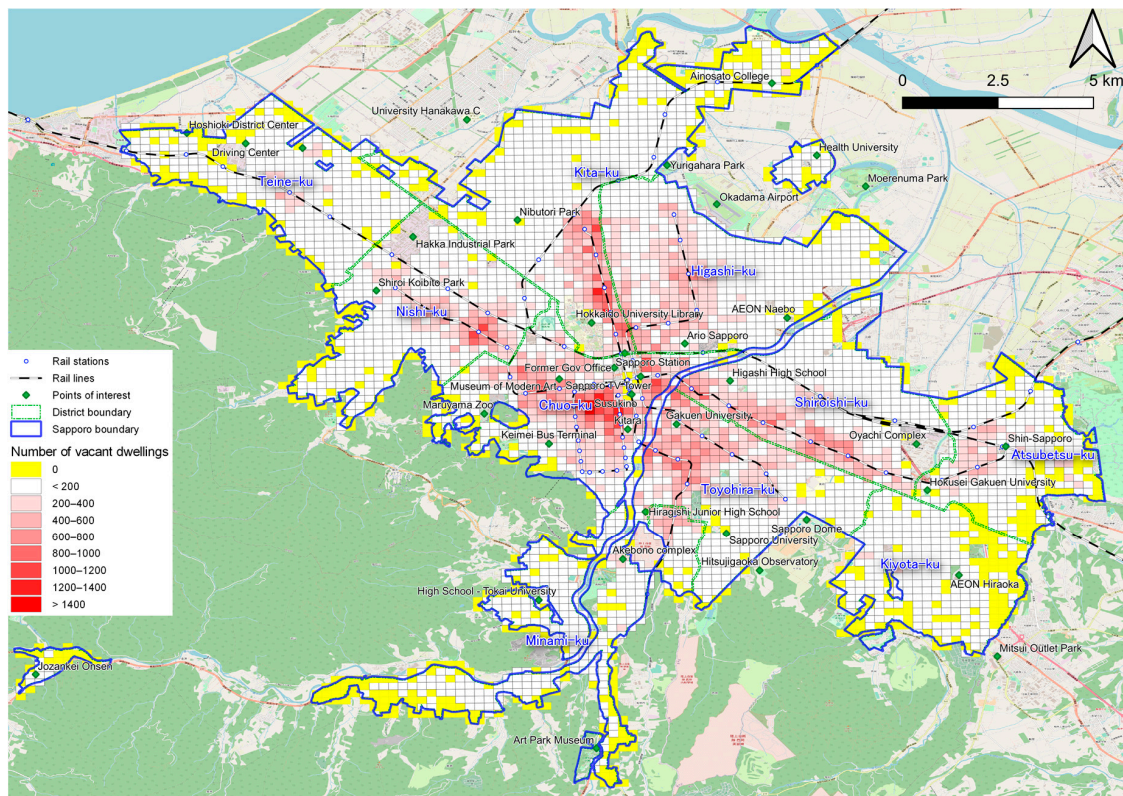 Ainosato College
0 2.5 5 km
University Hanakawa C
Hoshioki District Center
Driving Center
Health University
Yurigahara Park
Kita-ku
Teine-ku
Moerenuma Park
Okadama Airport
Nibutori Park
Hakka Industrial Park
Higashi-ku
Shiroi Koibito Park
Nishi-ku
AEON Naebo
Hokkaido University Library
Ario Sapporo
Sapporo Station
Former Gov Office
Higashi High School
Museum of Modern Art
Sapporo TV Tower
Susukino
Chuo-ku
Maruyama Zoo
Shiroishi-ku
Gakuen University
Kitara
Keimei Bus Terminal
Oyachi Complex
Shin-Sapporo
Atsubetsu-ku
Hokusei Gakuen University
Toyohira-ku
Hiragishi Junior High School
Sapporo Dome
Sapporo University
Akebono complex
Hitsujigaoka Observatory
Kiyota-ku
AEON Hiraoka
High School - Tokai University
Minami-ku
Mitsui Outlet Park
Jozankei Onsen
Art Park Museum
Rail stations
Rail lines
Points of interest
District boundary
Sapporo boundary
Number of vacant dwellings
0
< 200
200–400
400–600
600–800
800–1000
1000–1200
1200–1400
> 1400